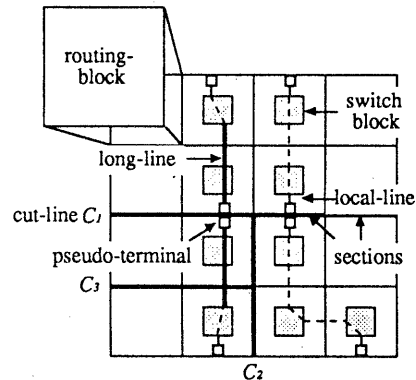 routing-
block
switch
block
long-line
local-line
cut-line C1
pseudo-terminal
sections
C3
C2